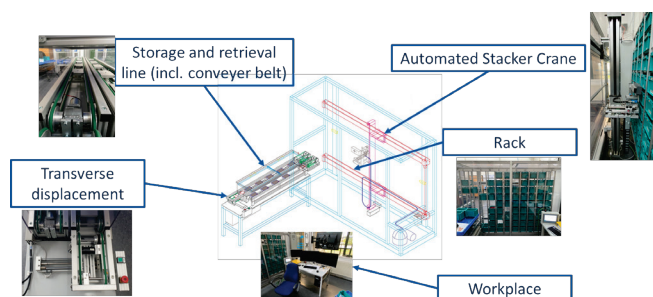 Storage and retrieval
line (incl. conveyer belt)
Automated Stacker Crane
Rack
Transverse
displacement
Workplace